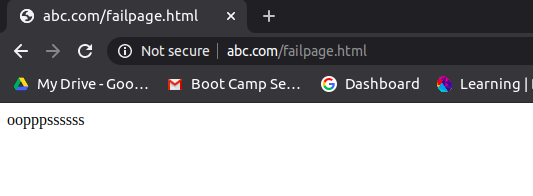 abc.com/failpage.html
Not secure | abc.com/failpage.html
My Drive - Goo... Boot Camp Se... Dashboard Learning |
oopppssssss